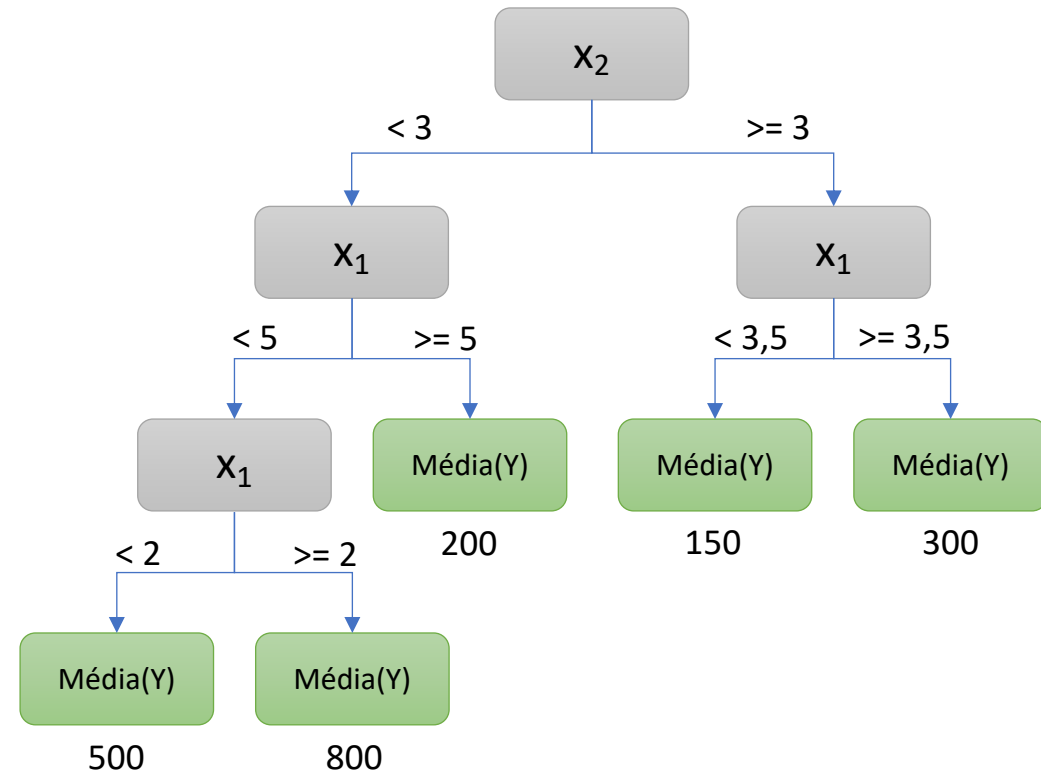 x₂
< 3 >= 3
x₁ x₁
< 5 >= 5 < 3,5 >= 3,5
x₁ Média(Y) Média(Y) Média(Y)
200 150 300
< 2 >= 2
Média(Y) Média(Y)
500 800